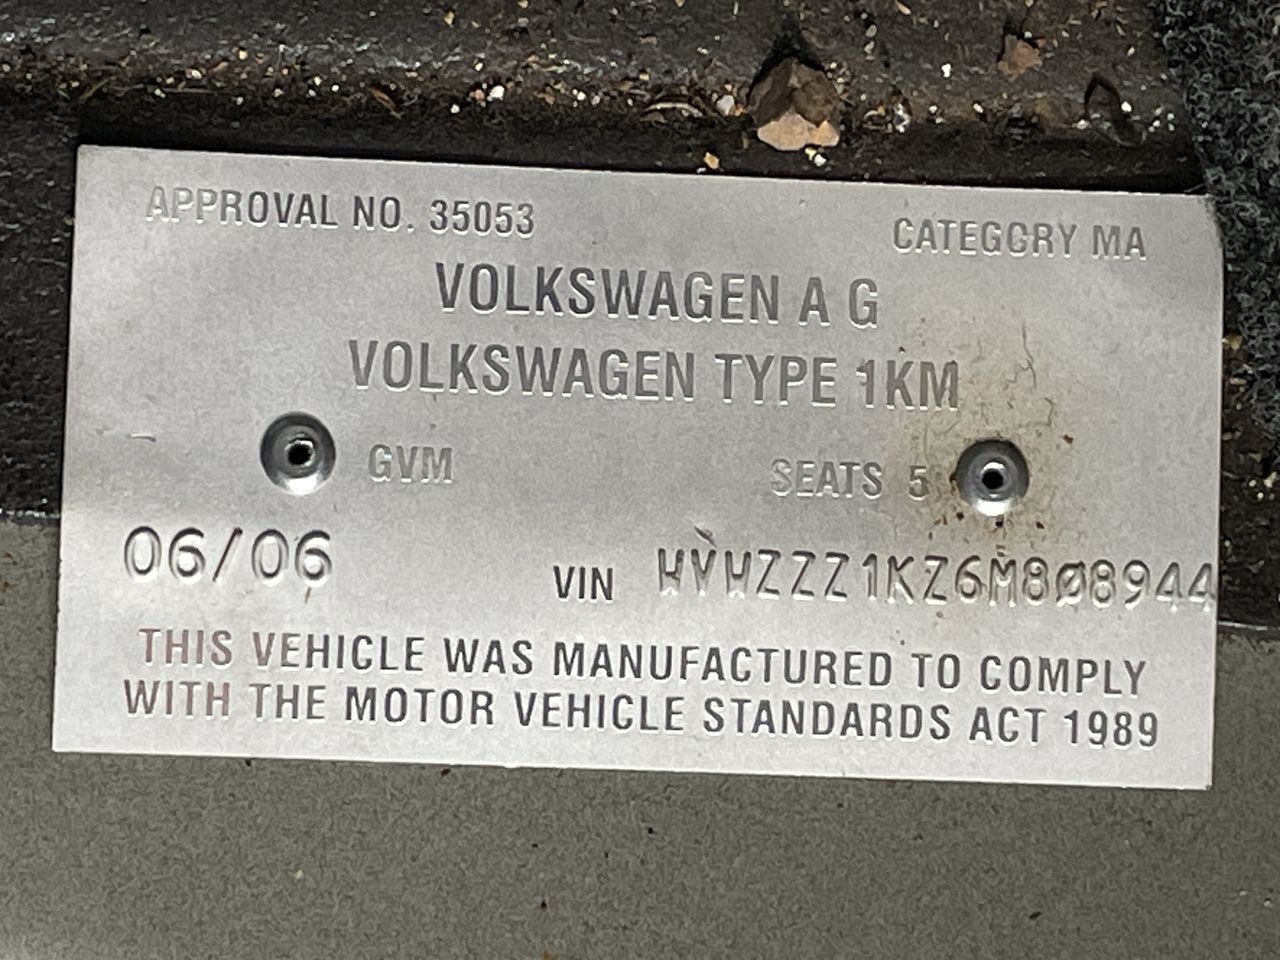 APPROVAL NO. 35053
CATEGORY MA
VOLKSWAGEN A G
VOLKSWAGEN TYPE 1KM
GVM
SEATS 5
06/06
VIN WVWZZZ1KZ6M808944
THIS VEHICLE WAS MANUFACTURED TO COMPLY
WITH THE MOTOR VEHICLE STANDARDS ACT 1989